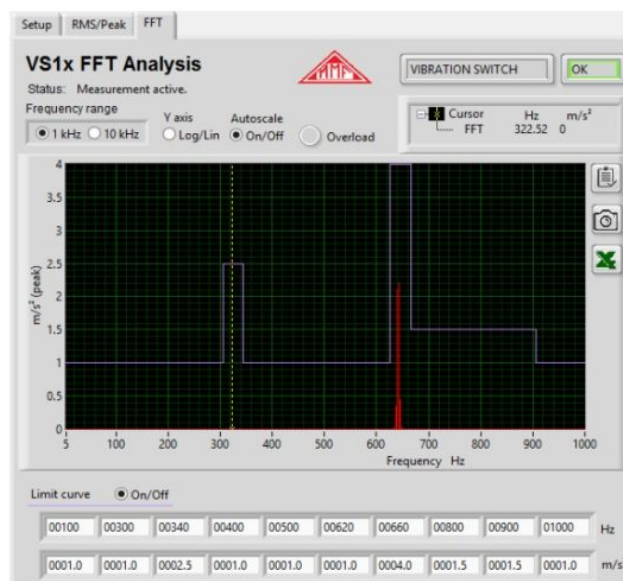 Setup RMS/Peak FFT
VS1x FFT Analysis
VIBRATION SWITCH OK
Status: Measurement active.
Frequency range
1 kHz 10 kHz
Y axis
Log/Lin
Autoscale
On/Off
Overload
Cursor Hz m/s²
FFT 322.52 0
4
3.5
3
2.5
2
1.5
1
0.5
0
m/s² (peak)
5 100 200 300 400 500 600 700 800 900 1000
Frequency Hz
Limit curve On/Off
00100 00300 00340 00400 00500 00620 00660 00800 00900 01000 Hz
0001.0 0001.0 0002.5 0001.0 0001.0 0001.0 0004.0 0001.5 0001.5 0001.0 m/s